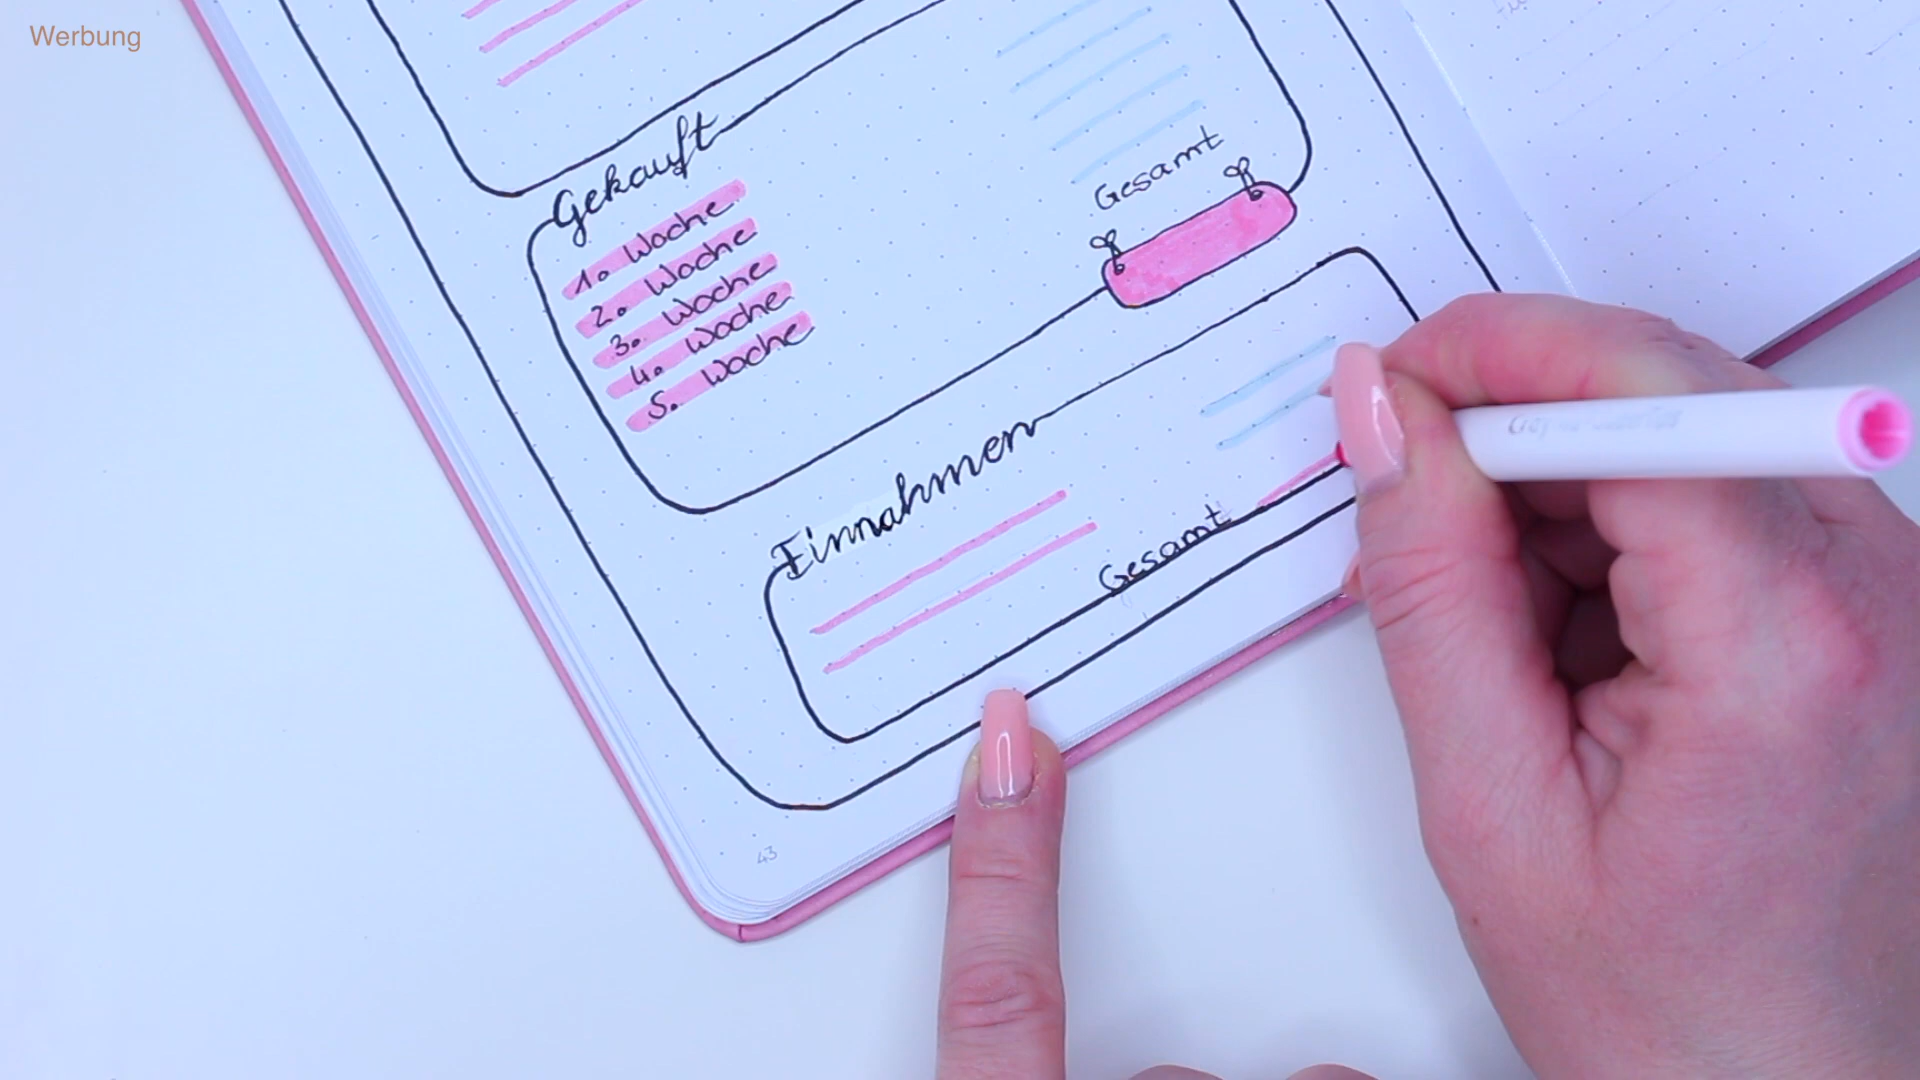 Werbung
Gekauft
1. Woche
2. Woche
3. Woche
4. Woche
5. Woche
Gesamt
Einnahmen
Gesamt
43